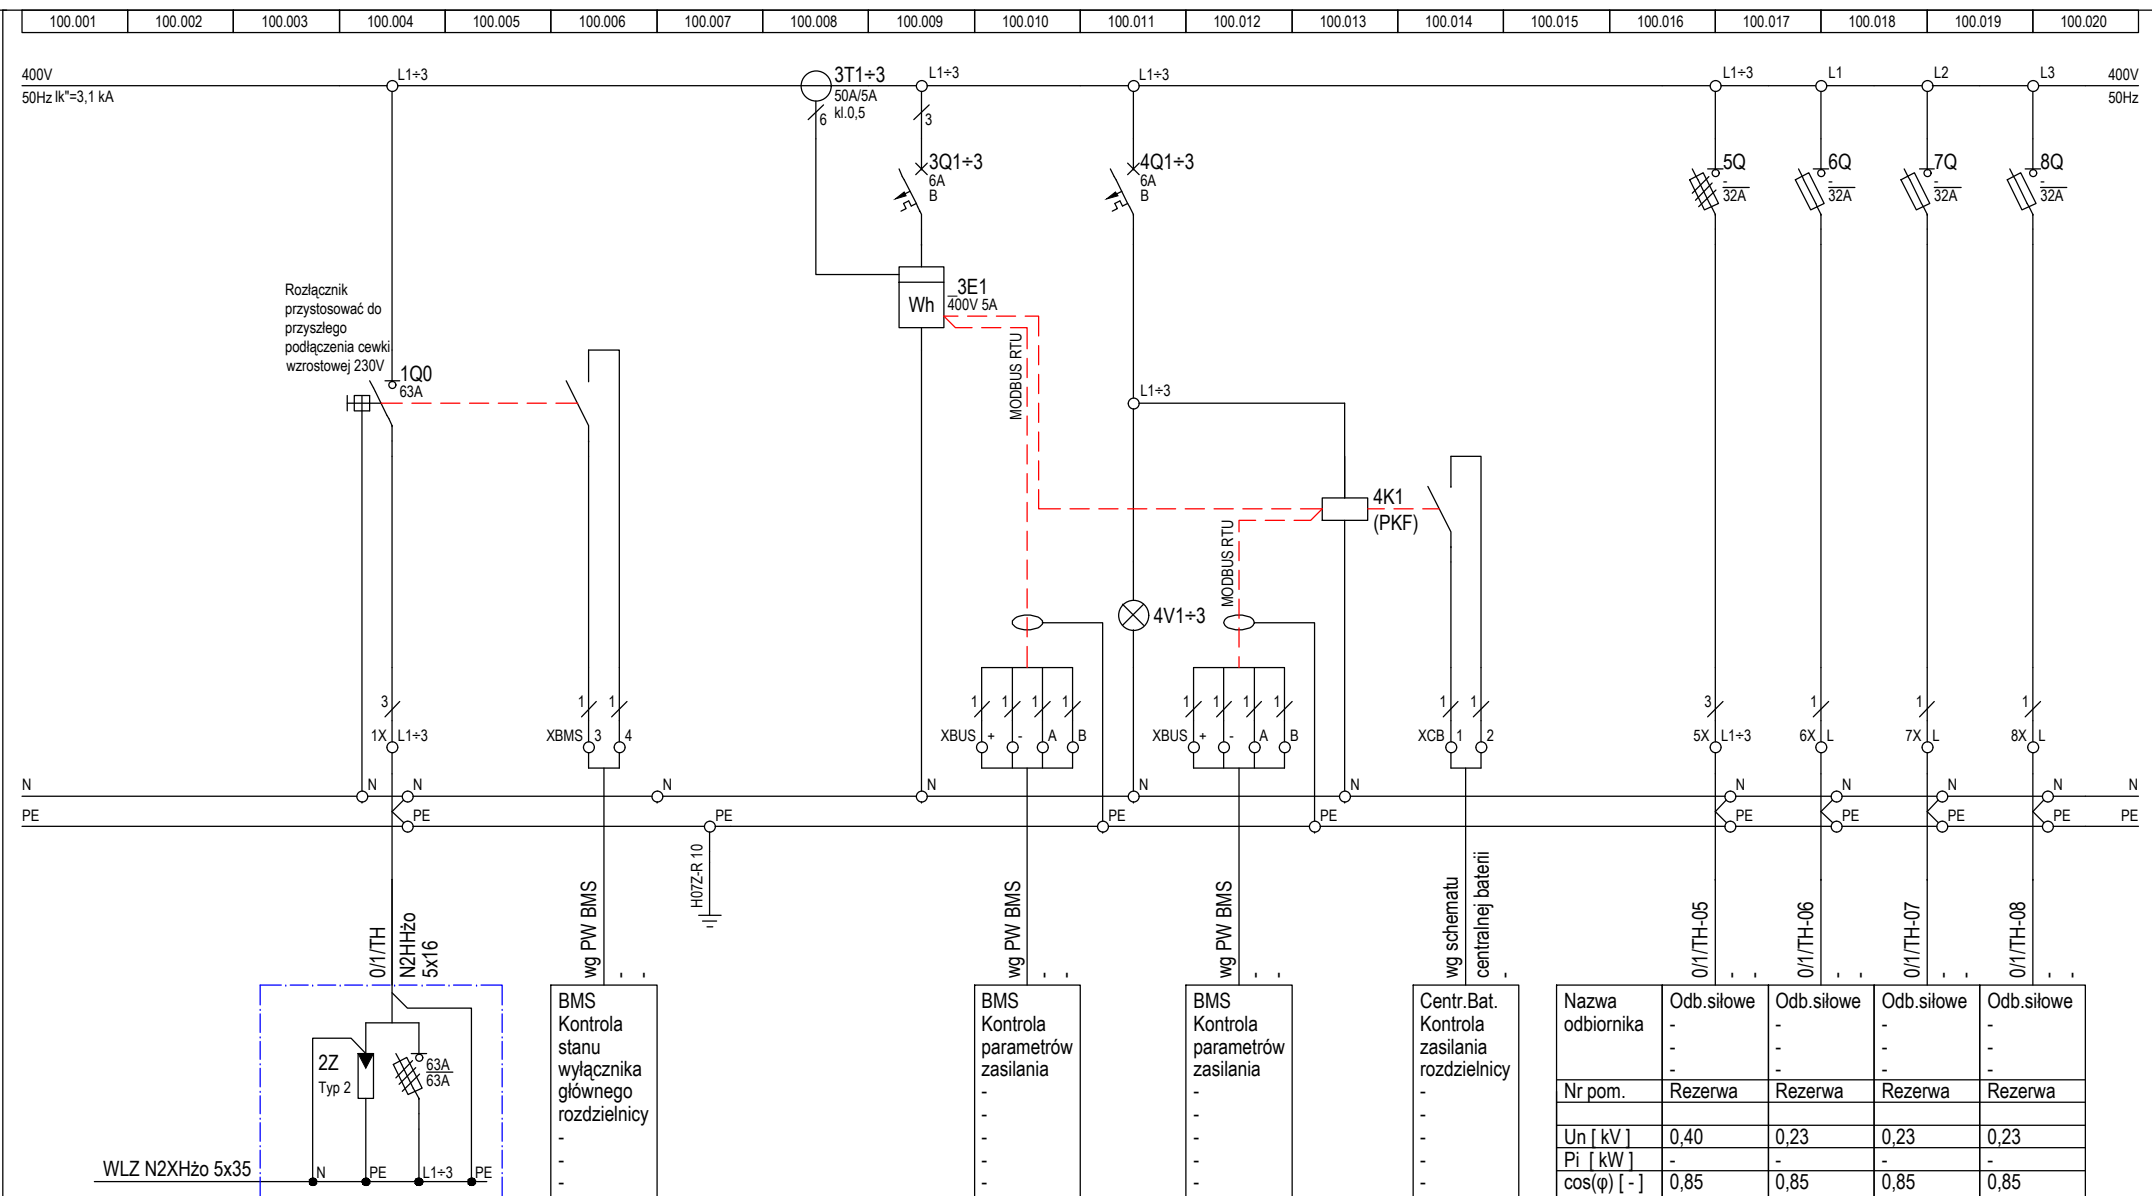 100.001 100.002 100.003 100.004 100.005 100.006 100.007 100.008 100.009 100.010 100.011 100.012 100.013 100.014 100.015 100.016 100.017 100.018 100.019 100.020
400V
50Hz Ik"=3,1 kA
L1÷3
3T1÷3
50A/5A
kl.0,5
6
L1÷3
3
L1÷3
L1÷3
L1
L2
L3
400V
50Hz
3Q1÷3
6A
B
4Q1÷3
6A
B
5Q
-
32A
6Q
-
32A
7Q
-
32A
8Q
-
32A
Rozłącznik
przystosować do
przyszłego
podłączenia cewki
wzrostowej 230V
1Q0
63A
Wh
_3E1
400V 5A
MODBUS RTU
L1÷3
4K1
(PKF)
MODBUS RTU
4V1÷3
3
1 1
1 1 1 1
1 1 1 1
1 1
3
1
1
1
1X L1÷3
XBMS 3 4
XBUS + - A B
XBUS + - A B
XCB 1 2
5X L1÷3
6X L
7X L
8X L
N N N N N N N N N N N N
PE PE PE PE PE PE PE PE PE PE
H07Z-R 10
0/1/TH
N2HHżo
5x16
wg PW BMS
- -
wg PW BMS
- -
wg PW BMS
- -
wg schematu
centralnej baterii
-
0/1/TH-05
- -
0/1/TH-06
- -
0/1/TH-07
- -
0/1/TH-08
- -
2Z
Typ 2
63A
63A
WLZ N2XHżo 5x35
N PE L1÷3 PE
BMS
Kontrola
stanu
wyłącznika
głównego
rozdzielnicy
-
-
-
BMS
Kontrola
parametrów
zasilania
-
-
-
-
-
BMS
Kontrola
parametrów
zasilania
-
-
-
-
-
Centr.Bat.
Kontrola
zasilania
rozdzielnicy
-
-
-
-
-
Nazwa Odb.siłowe Odb.siłowe Odb.siłowe Odb.siłowe
odbiornika - - - -
- - - -
- - - -
Nr pom. Rezerwa Rezerwa Rezerwa Rezerwa
Un [ kV ] 0,40 0,23 0,23 0,23
Pi [ kW ] - - - -
cos(φ) [ - ] 0,85 0,85 0,85 0,85